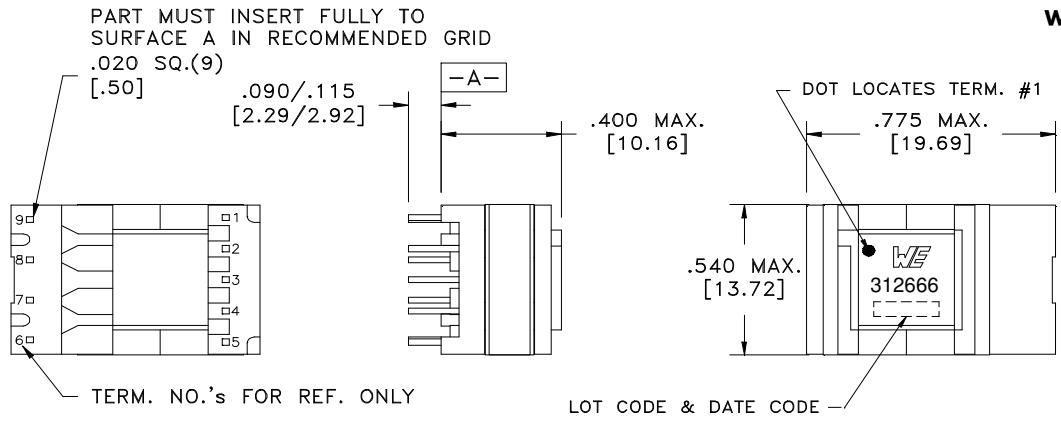 PART MUST INSERT FULLY TO
SURFACE A IN RECOMMENDED GRID
.020 SQ.(9)
[.50]
.090/.115
[2.29/2.92]
-A-
.400 MAX.
[10.16]
W
DOT LOCATES TERM. #1
.775 MAX.
[19.69]
9
8
7
6
1
2
3
4
5
.540 MAX.
[13.72]
WE
312666
TERM. NO.'s FOR REF. ONLY
LOT CODE & DATE CODE